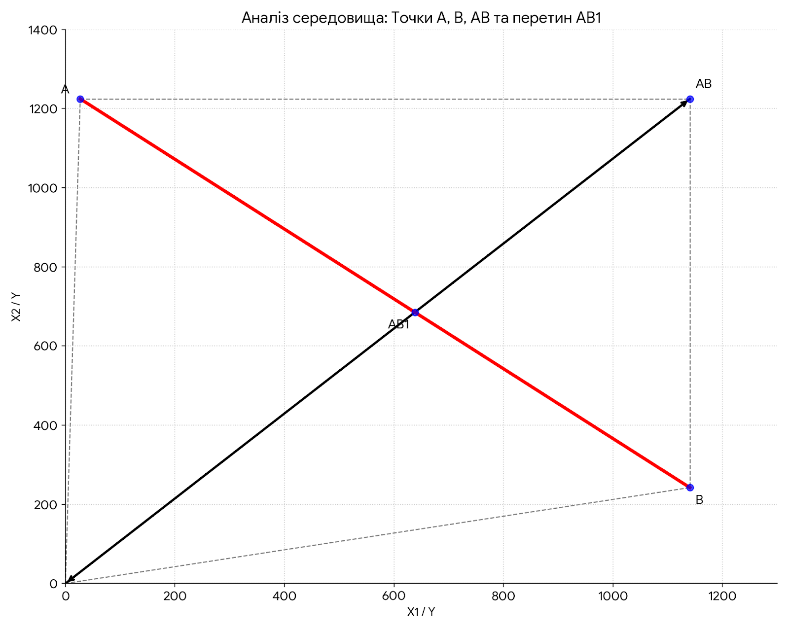 Аналіз середовища: Точки A, B, AB та перетин AB1
1400
A
AB
1200
1000
800
X2 / Y
AB1
600
400
B
200
0
0 200 400 600 800 1000 1200
X1 / Y